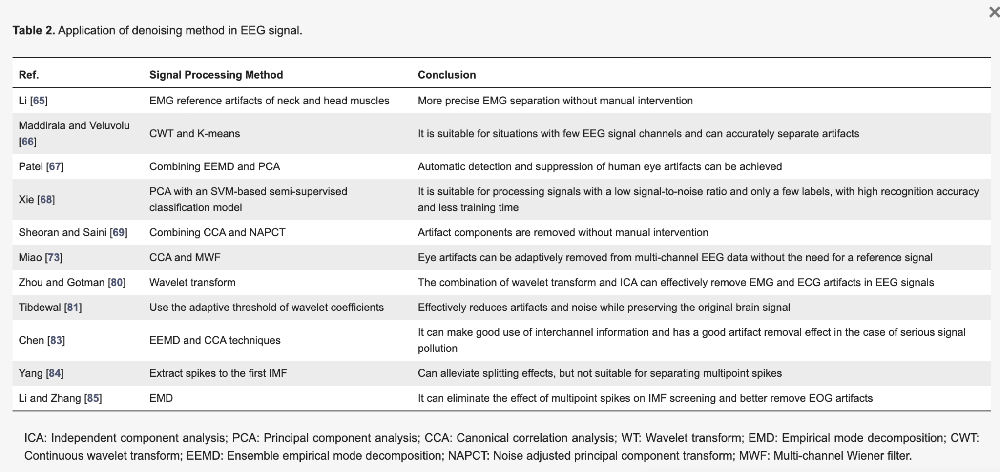 Table 2. Application of denoising method in EEG signal.
Ref. Signal Processing Method Conclusion
Li [65] EMG reference artifacts of neck and head muscles More precise EMG separation without manual intervention
Maddirala and Veluvolu
[66] CWT and K-means It is suitable for situations with few EEG signal channels and can accurately separate artifacts
Patel [67] Combining EEMD and PCA Automatic detection and suppression of human eye artifacts can be achieved
Xie [68] PCA with an SVM-based semi-supervised
classification model It is suitable for processing signals with a low signal-to-noise ratio and only a few labels, with high recognition accuracy
and less training time
Sheoran and Saini [69] Combining CCA and NAPCT Artifact components are removed without manual intervention
Miao [73] CCA and MWF Eye artifacts can be adaptively removed from multi-channel EEG data without the need for a reference signal
Zhou and Gotman [80] Wavelet transform The combination of wavelet transform and ICA can effectively remove EMG and ECG artifacts in EEG signals
Tibdewal [81] Use the adaptive threshold of wavelet coefficients Effectively reduces artifacts and noise while preserving the original brain signal
Chen [83] EEMD and CCA techniques It can make good use of interchannel information and has a good artifact removal effect in the case of serious signal
pollution
Yang [84] Extract spikes to the first IMF Can alleviate splitting effects, but not suitable for separating multipoint spikes
Li and Zhang [85] EMD It can eliminate the effect of multipoint spikes on IMF screening and better remove EOG artifacts
ICA: Independent component analysis; PCA: Principal component analysis; CCA: Canonical correlation analysis; WT: Wavelet transform; EMD: Empirical mode decomposition; CWT:
Continuous wavelet transform; EEMD: Ensemble empirical mode decomposition; NAPCT: Noise adjusted principal component transform; MWF: Multi-channel Wiener filter.